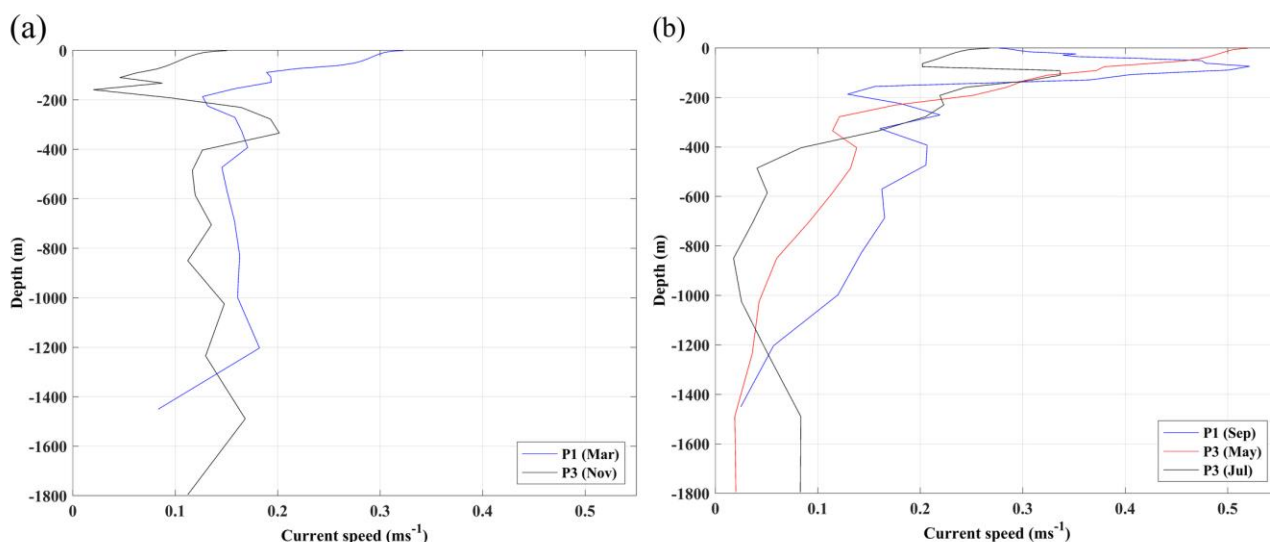 (a)
0
-200
-400
-600
-800
-1000
-1200
-1400
-1600
-1800
Depth (m)
0 0.1 0.2 0.3 0.4 0.5
Current speed (ms⁻¹)
P1 (Mar)
P3 (Nov)
(b)
0
-200
-400
-600
-800
-1000
-1200
-1400
-1600
-1800
Depth (m)
0 0.1 0.2 0.3 0.4 0.5
Current speed (ms⁻¹)
P1 (Sep)
P3 (May)
P3 (Jul)